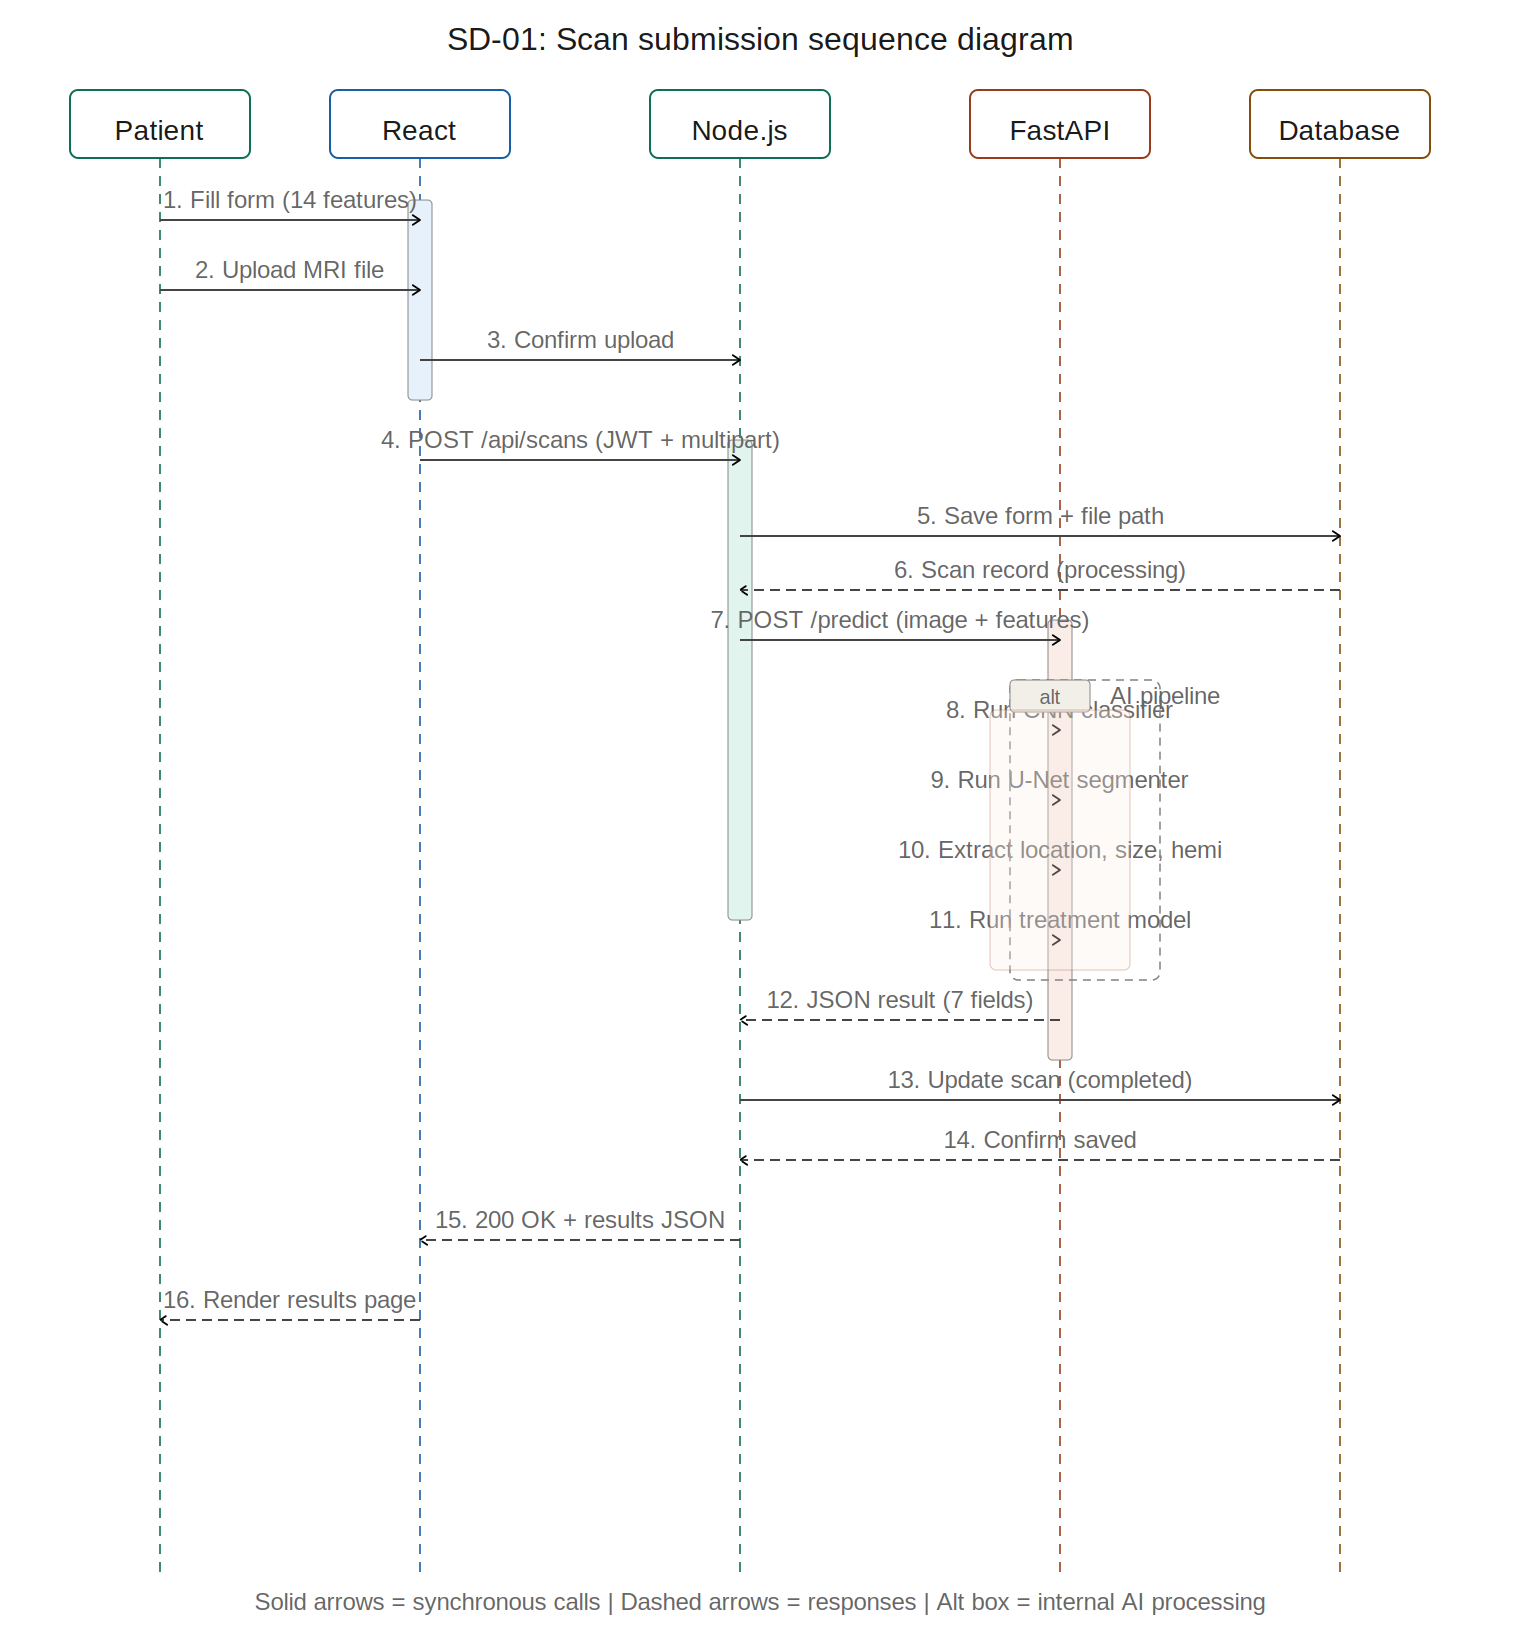 SD-01: Scan submission sequence diagram
Patient
React
Node.js
FastAPI
Database
1. Fill form (14 features)
2. Upload MRI file
3. Confirm upload
4. POST /api/scans (JWT + multipart)
5. Save form + file path
6. Scan record (processing)
7. POST /predict (image + features)
alt
AI pipeline
8. Run CNN classifier
9. Run U-Net segmenter
10. Extract location, size, hemi
11. Run treatment model
12. JSON result (7 fields)
13. Update scan (completed)
14. Confirm saved
15. 200 OK + results JSON
16. Render results page
Solid arrows = synchronous calls | Dashed arrows = responses | Alt box = internal AI processing